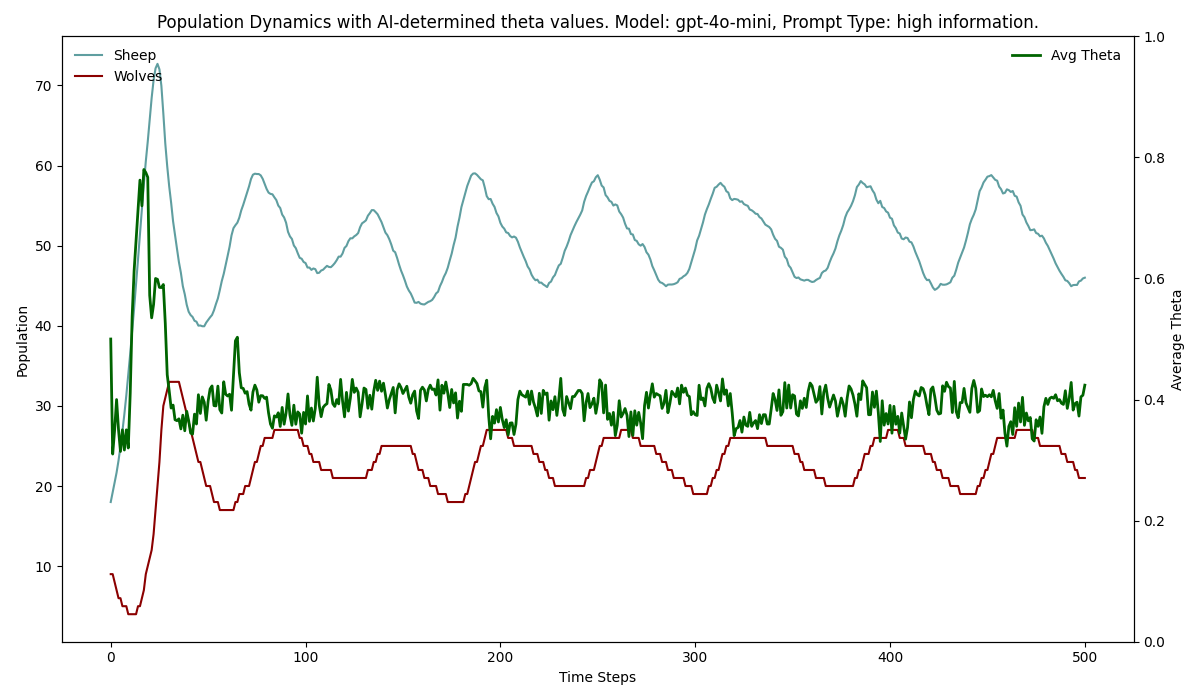 Population Dynamics with AI-determined theta values. Model: gpt-4o-mini, Prompt Type: high information.
Sheep
Wolves
Avg Theta
Population
70
60
50
40
30
20
10
1.0
0.8
0.6
0.4
0.2
0.0
Average Theta
0
100
200
300
400
500
Time Steps